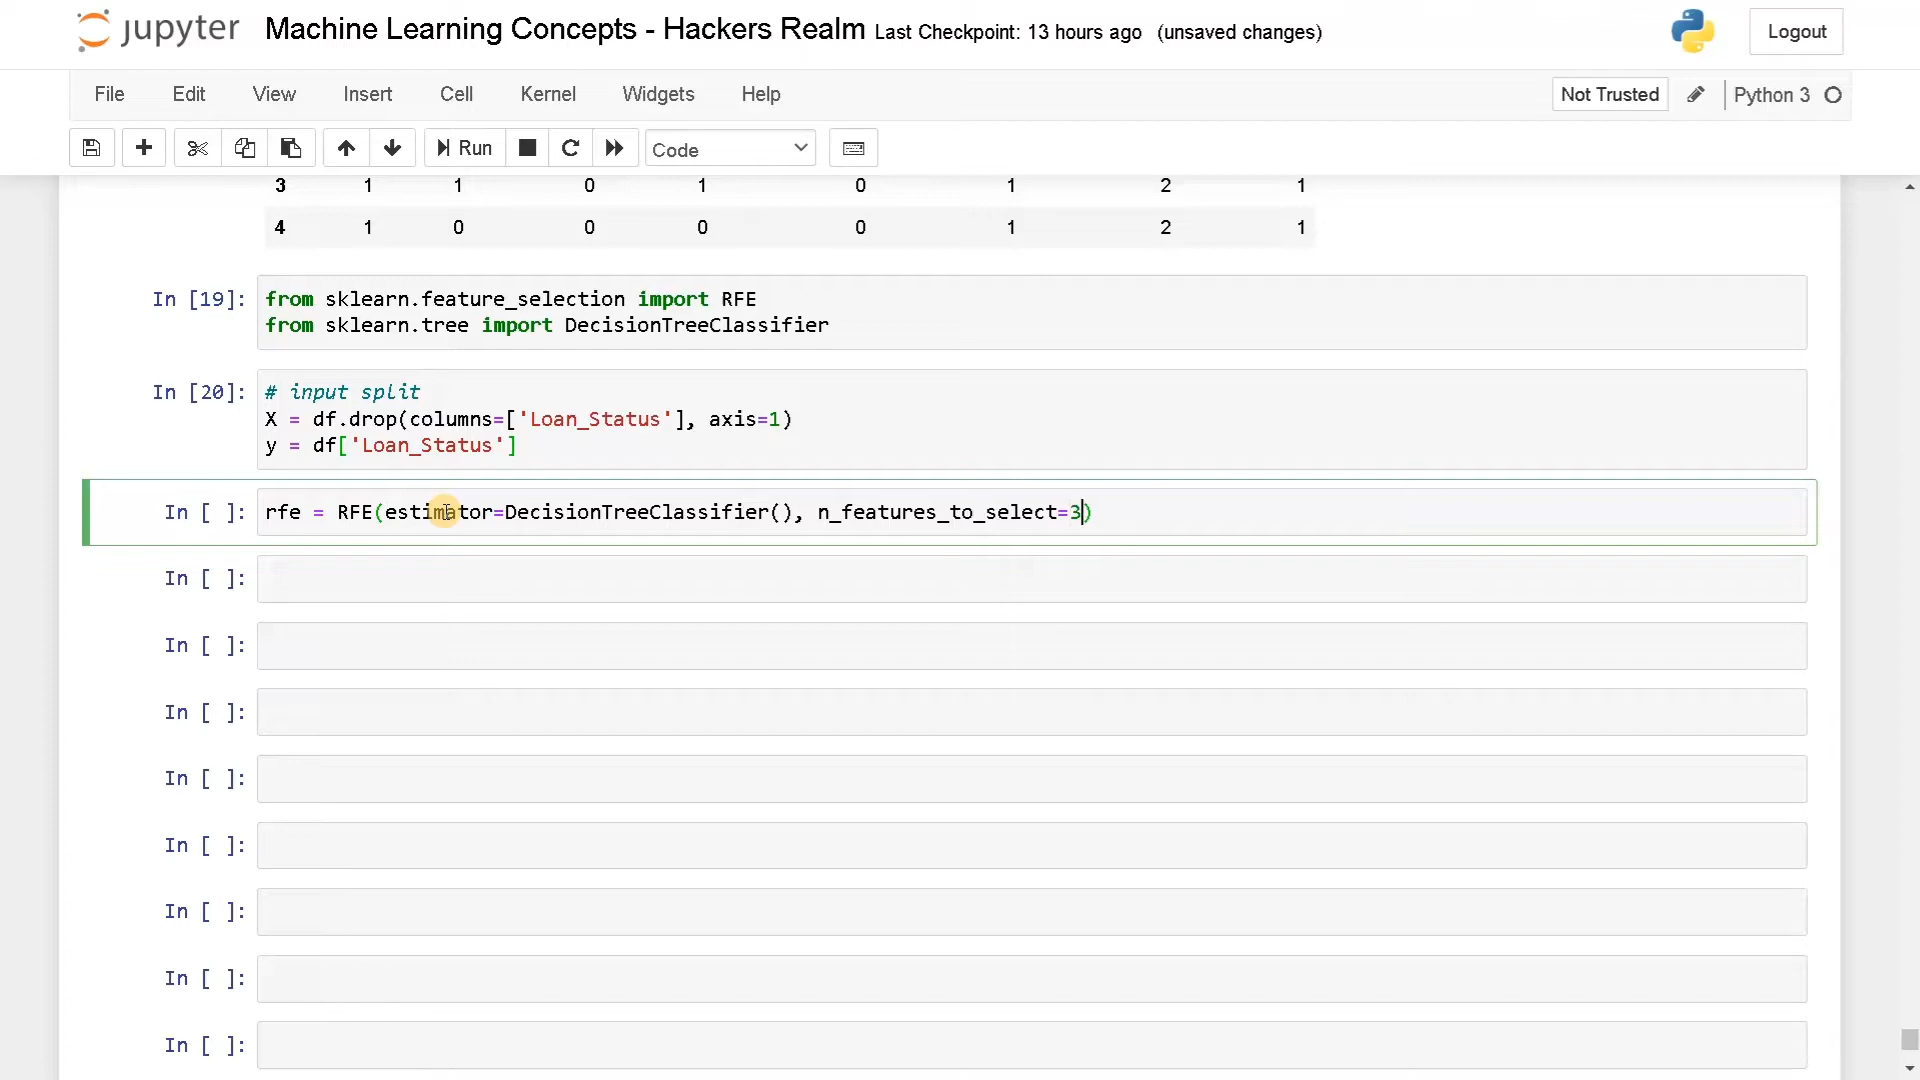 jupyter Machine Learning Concepts - Hackers Realm Last Checkpoint: 13 hours ago (unsaved changes) Logout
File Edit View Insert Cell Kernel Widgets Help Not Trusted Python 3
Run Code
3 1 1 0 1 0 1 2 1
4 1 0 0 0 0 1 2 1
In [19]: from sklearn.feature_selection import RFE
from sklearn.tree import DecisionTreeClassifier
In [20]: # input split
X = df.drop(columns=['Loan_Status'], axis=1)
y = df['Loan_Status']
In [ ]: rfe = RFE(estimator=DecisionTreeClassifier(), n_features_to_select=3)
In [ ]:
In [ ]:
In [ ]:
In [ ]:
In [ ]:
In [ ]:
In [ ]:
In [ ]: